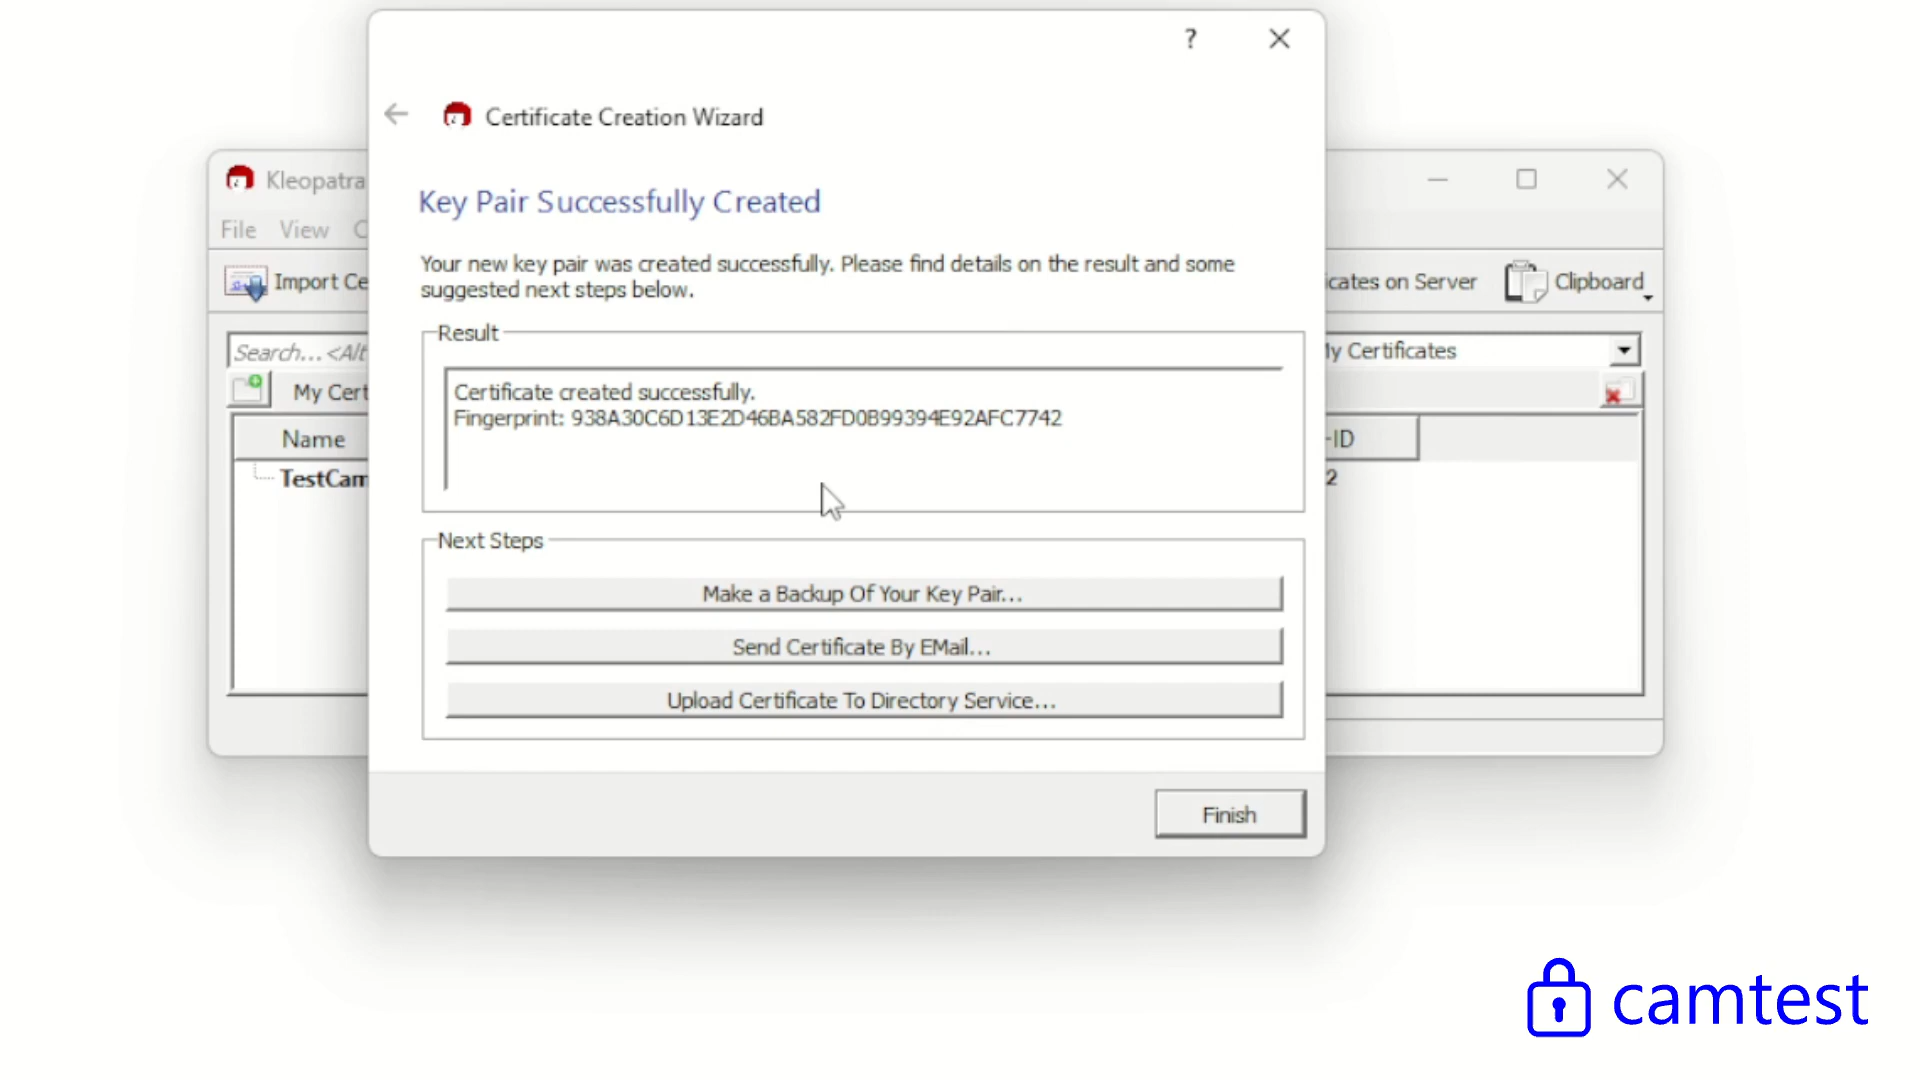 ?
Certificate Creation Wizard
Kleopatra
Key Pair Successfully Created
File View
Your new key pair was created successfully. Please find details on the result and some
suggested next steps below.
Import Ce
icates on Server
Clipboard
Result
Search...<Alt
My Certificates
Certificate created successfully.
Fingerprint: 938A30C6D13E2D46BA582FD0B99394E92AFC7742
My Cert
Name
-ID
TestCam
2
Next Steps
Make a Backup Of Your Key Pair...
Send Certificate By EMail...
Upload Certificate To Directory Service...
Finish
camtest